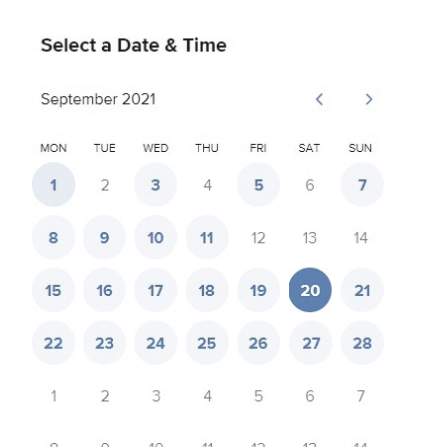 Select a Date & Time
September 2021
MON TUE WED THU FRI SAT SUN
1 2 3 4 5 6 7
8 9 10 11 12 13 14
15 16 17 18 19 20 21
22 23 24 25 26 27 28
1 2 3 4 5 6 7